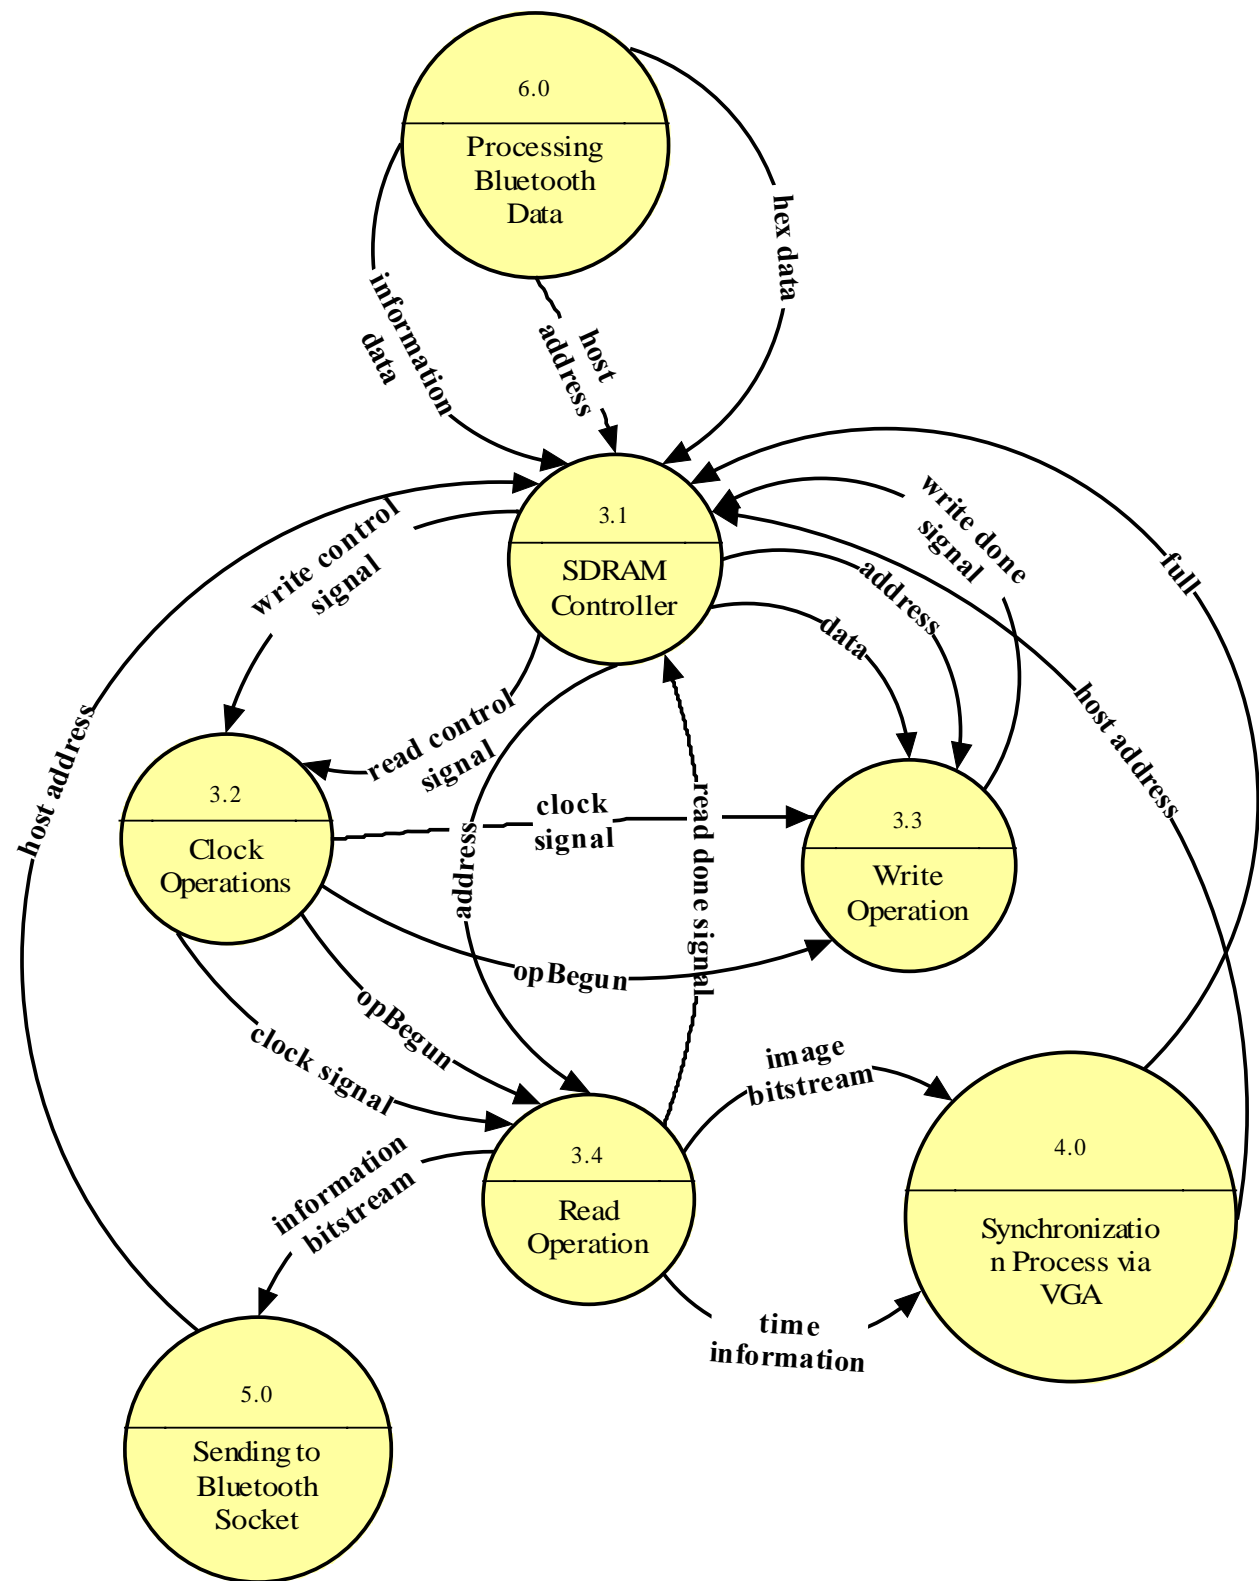 6.0
Processing
Bluetooth
Data
hex data
information
data
host
address
3.1
SDRAM
Controller
write control
signal
write done
signal
full
address
data
host address
read control
signal
host address
3.2
Clock
Operations
clock
signal
address
read done signal
3.3
Write
Operation
opBegun
opBegun
clock signal
image
bitstream
3.4
Read
Operation
information
bitstream
4.0
Synchronizatio
n Process via
VGA
time
information
5.0
Sending to
Bluetooth
Socket